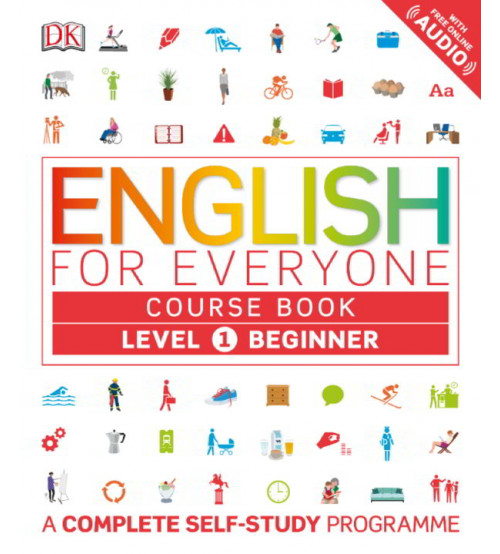 DK
WITH
FREE ONLINE
AUDIO
Aa
ENGLISH
FOR EVERYONE
COURSE BOOK
LEVEL 1 BEGINNER
A COMPLETE SELF-STUDY PROGRAMME